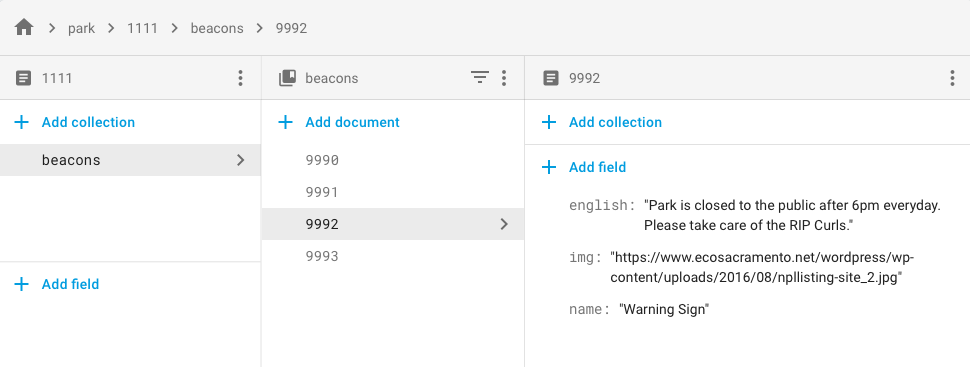 park > 1111 > beacons > 9992
1111
beacons
9992
+ Add collection
+ Add document
+ Add collection
beacons
9990
9991
9992
9993
+ Add field
+ Add field
english: "Park is closed to the public after 6pm everyday.
Please take care of the RIP Curls."
img: "https://www.ecosacramento.net/wordpress/wp-
content/uploads/2016/08/npllisting-site_2.jpg"
name: "Warning Sign"